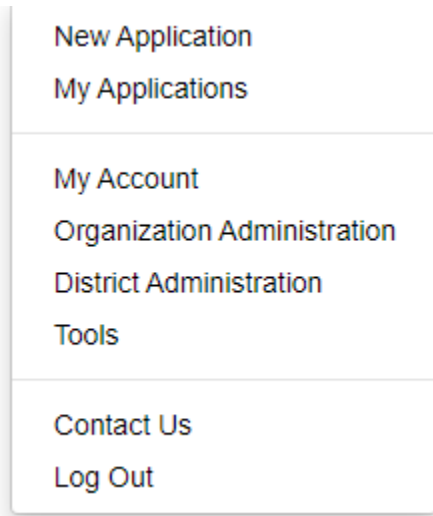 New Application
My Applications
My Account
Organization Administration
District Administration
Tools
Contact Us
Log Out